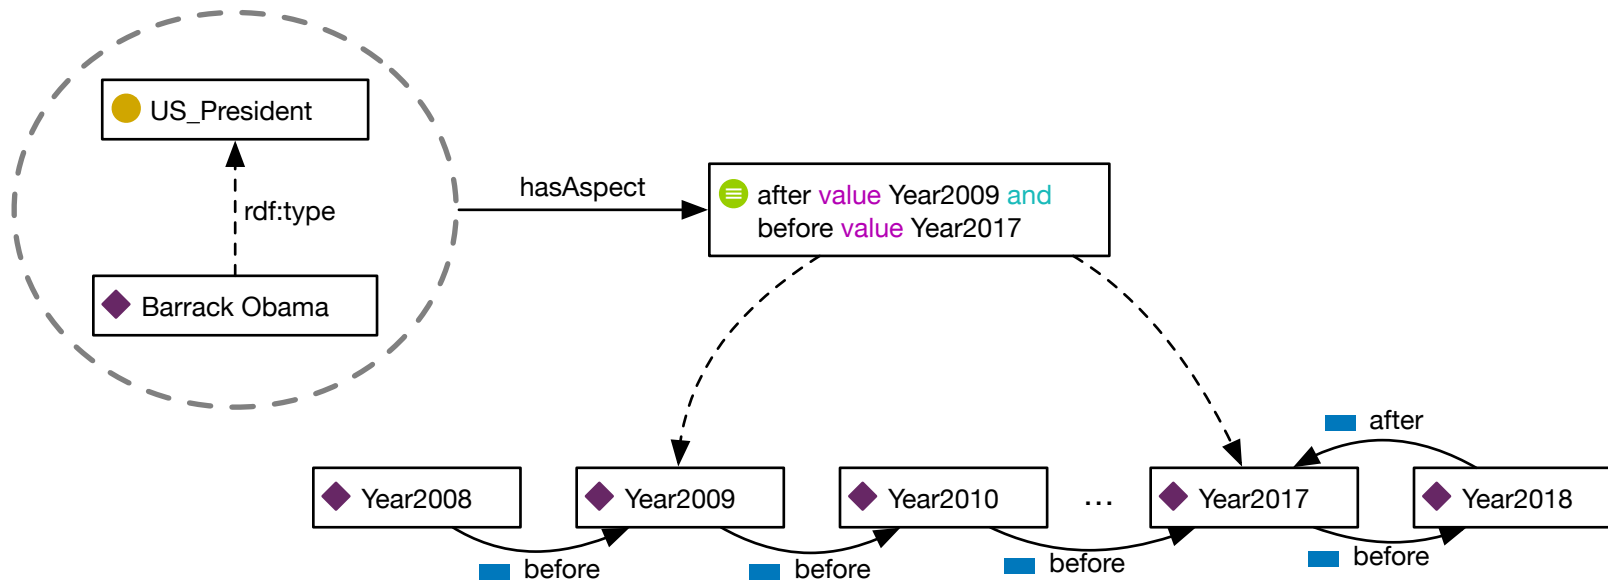 US_President
rdf:type
Barrack Obama
hasAspect
after value Year2009 and
before value Year2017
after
Year2008
Year2009
Year2010
...
Year2017
Year2018
before
before
before
before